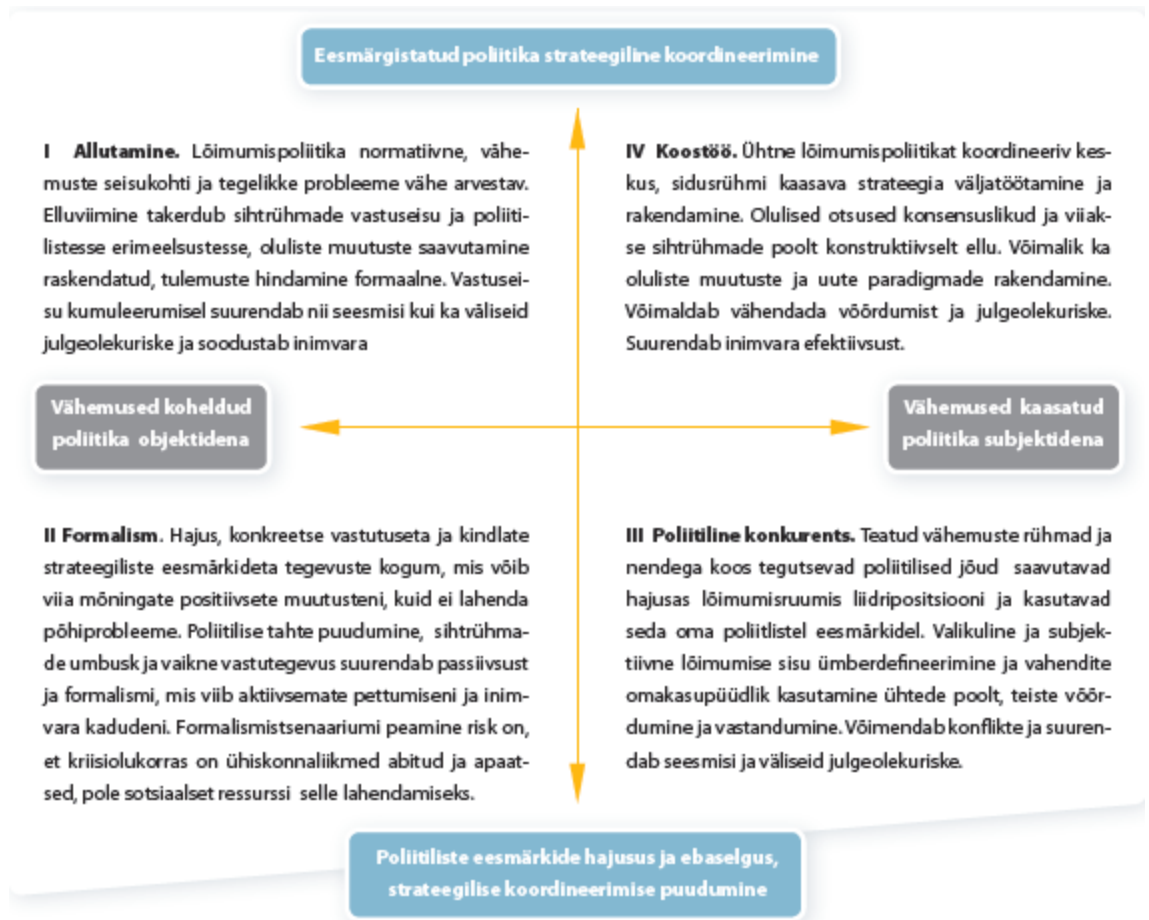 Eesmärgistatud poliitika strateegiline koordineerimine
I Allutamine. Lõimumispoliitika normatiivne, vähe-
muste seisukohti ja tegelikke probleeme vähe arvestav.
Elluviimine takerdub sihtrühmade vastuseisu ja poliiti-
listesse erimeelsustesse, oluliste muutuste saavutamine
raskendatud, tulemuste hindamine formaalne. Vastusei-
su kumuleerumisel suurendab nii seesmisi kui ka väliseid
julgeolekuriske ja soodustab inimvara
IV Koostöö. Ühtne lõimumispoliitikat koordineeriv kes-
kus, sidusrühmi kaasava strateegia väljatöötamine ja
rakendamine. Olulised otsused konsensuslikud ja viiak-
se sihtrühmade poolt konstruktiivselt ellu. Võimalik ka
oluliste muutuste ja uute paradigmade rakendamine.
Võimaldab vähendada võõrdumist ja julgeolekuriske.
Suurendab inimvara efektiivsust.
Vähemused koheldud
poliitika objektidena
Vähemused kaasatud
poliitika subjektidena
II Formalism. Hajus, konkreetse vastutuseta ja kindlate
strateegiliste eesmärkideta tegevuste kogum, mis võib
viia mõningate positiivsete muutusteni, kuid ei lahenda
põhiprobleeme. Poliitilise tahte puudumine, sihtrühma-
de umbusk ja vaikne vastutegevus suurendab passiivsust
ja formalismi, mis viib aktiivsemate pettumiseni ja inim-
vara kadudeni. Formalismistsenaariumi peamine risk on,
et kriisiolukorras on ühiskonnaliikmed abitud ja apaat-
sed, pole sotsiaalset ressurssi selle lahendamiseks.
III Poliitiline konkurents. Teatud vähemuste rühmad ja
nendega koos tegutsevad poliitilised jõud saavutavad
hajusas lõimumisruumis liidripositsiooni ja kasutavad
seda oma poliitlistel eesmärkidel. Valikuline ja subjek-
tiivne lõimumise sisu ümberdefineerimine ja vahendite
omakasupüüdlik kasutamine ühtede poolt, teiste võõr-
dumine ja vastandumine. Võimendab konflikte ja suuren-
dab seesmisi ja väliseid julgeolekuriske.
Poliitiliste eesmärkide hajusus ja ebaselgus,
strateegilise koordineerimise puudumine